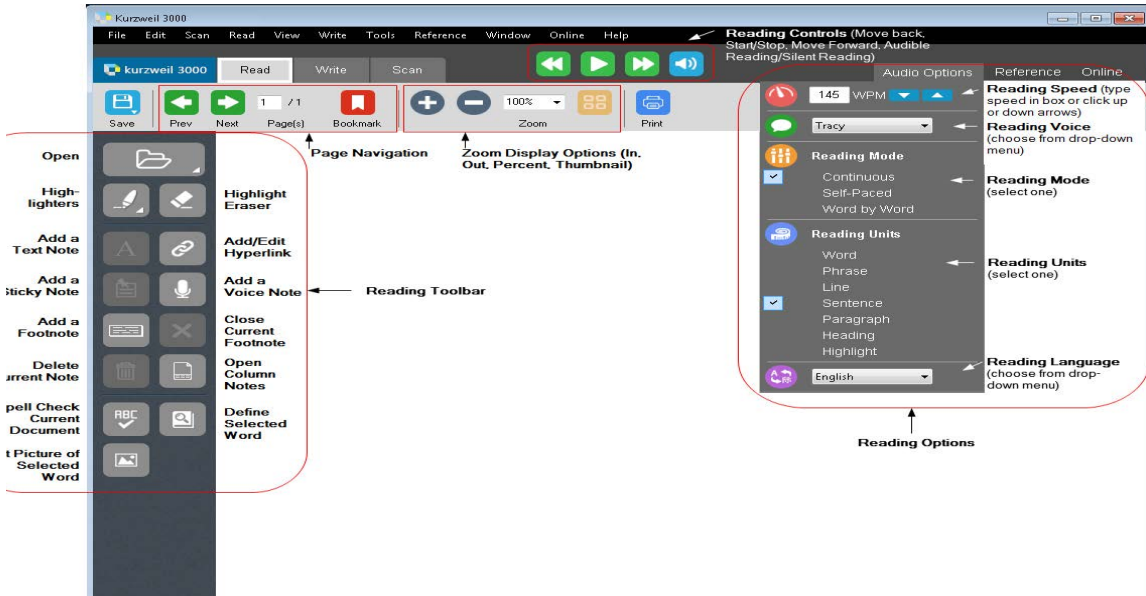 Kurzweil 3000
File Edit Scan Read View Write Tools Reference Window Online Help
Reading Controls (Move back,
Start/Stop, Move Forward, Audible
Reading/Silent Reading)
kurzweil 3000 Read Write Scan
Audio Options Reference Online
Save
Prev Next
1 /1
Page(s)
Bookmark
100%
Zoom
Print
Page Navigation
Zoom Display Options (In,
Out, Percent, Thumbnail)
145 WPM
Reading Speed (type
speed in box or click up
or down arrows)
Tracy
Reading Voice
(choose from drop-down
menu)
Reading Mode
Continuous
Self-Paced
Word by Word
Reading Mode
(select one)
Reading Units
Word
Phrase
Line
Sentence
Paragraph
Heading
Highlight
Reading Units
(select one)
English
Reading Language
(choose from drop-
down menu)
Reading Options
Open
High-
lighters
Highlight
Eraser
Add a
Text Note
A
Add/Edit
Hyperlink
Add a
Sticky Note
Add a
Voice Note
Reading Toolbar
Add a
Footnote
Close
Current
Footnote
Delete
urrent Note
Open
Column
Notes
pell Check
Current
Document
ABC
Define
Selected
Word
t Picture of
Selected
Word